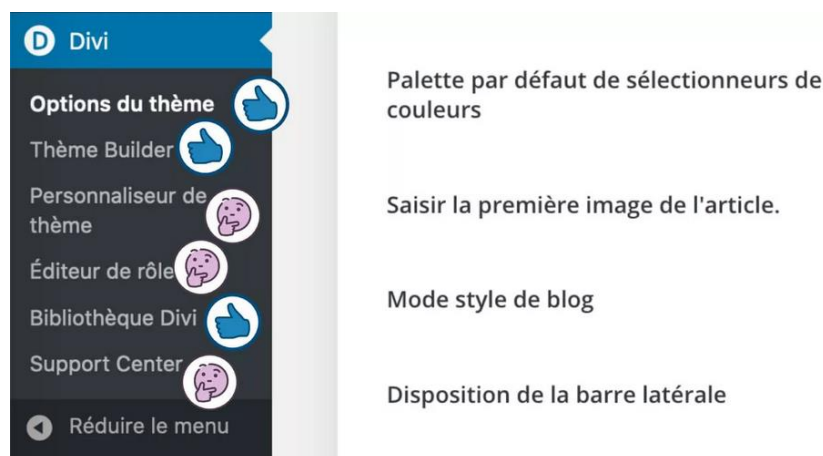 D Divi
Options du thème
Thème Builder
Personnaliseur de
thème
Éditeur de rôle
Bibliothèque Divi
Support Center
Réduire le menu
Palette par défaut de sélectionneurs de
couleurs
Saisir la première image de l'article.
Mode style de blog
Disposition de la barre latérale